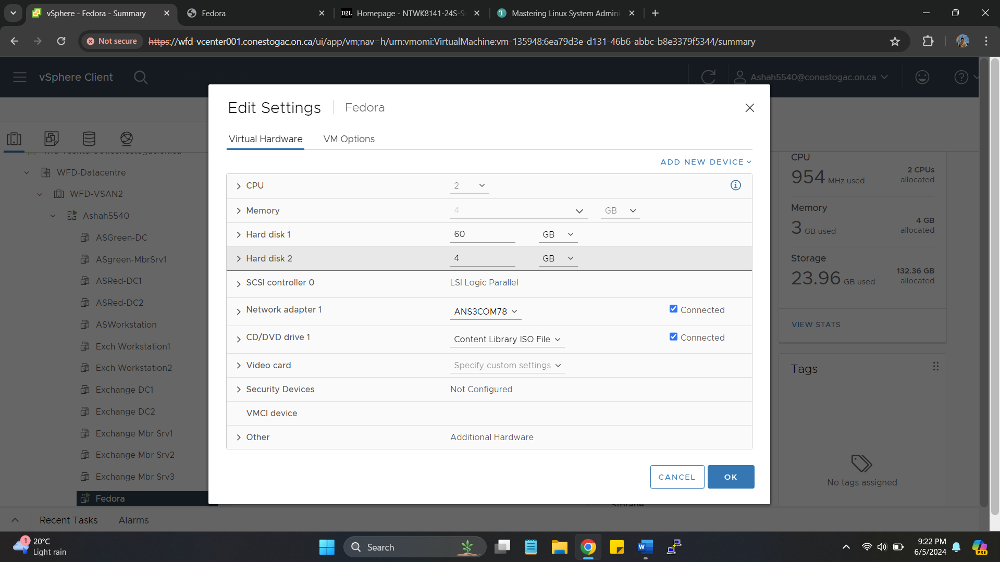 vSphere - Fedora - Summary
Fedora
D2L
Homepage - NTWK8141-24S-S
Mastering Linux System Admini
Not secure
https://wfd-vcenter001.conestogac.on.ca/ui/app/vm;nav=h/urn:vmomi:VirtualMachine:vm-135948:6ea79d3e-d131-46b6-abbc-b8e3379f5344/summary
vSphere Client
Ashah5540@conestogac.on.ca
Edit Settings
Fedora
Virtual Hardware
VM Options
ADD NEW DEVICE
CPU
2
Memory
4
GB
Hard disk 1
60
GB
Hard disk 2
4
GB
SCSI controller 0
LSI Logic Parallel
Network adapter 1
ANS3COM78
Connected
CD/DVD drive 1
Content Library ISO File
Connected
Video card
Specify custom settings
Security Devices
Not Configured
VMCI device
Other
Additional Hardware
CANCEL
OK
WFD-Datacentre
WFD-VSAN2
Ashah5540
ASGreen-DC
ASgreen-MbrSrv1
ASRed-DC1
ASRed-DC2
ASWorkstation
Exch Workstation1
Exch Workstation2
Exchange DC1
Exchange DC2
Exchange Mbr Srv1
Exchange Mbr Srv2
Exchange Mbr Srv3
Fedora
CPU
954 MHz used
2 CPUs
allocated
Memory
3 GB used
4 GB
allocated
Storage
23.96 GB used
132.36 GB
allocated
VIEW STATS
Tags
No tags assigned
Recent Tasks
Alarms
1
20°C
Light rain
Search
W
PRE
9:22 PM
6/5/2024